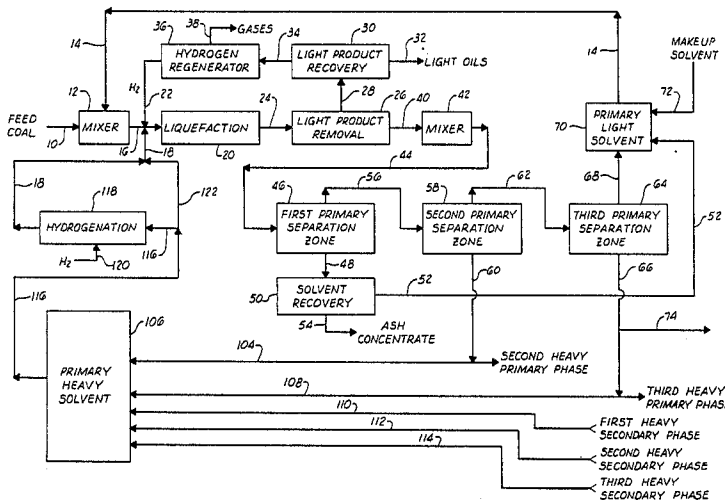 38
GASES
36
34
30
32
14
HYDROGEN
REGENERATOR
LIGHT PRODUCT
RECOVERY
LIGHT OILS
14
MAKEUP
SOLVENT
H2
22
28
12
24
26
40
42
72
FEED
COAL
MIXER
LIQUEFACTION
LIGHT PRODUCT
REMOVAL
MIXER
70
PRIMARY
LIGHT
SOLVENT
10
16
18
20
44
68
18
122
56
62
118
46
58
64
52
HYDROGENATION
FIRST PRIMARY
SEPARATION
ZONE
SECOND PRIMARY
SEPARATION
ZONE
THIRD PRIMARY
SEPARATION
ZONE
116
H2
120
48
60
66
50
SOLVENT
RECOVERY
52
116
106
54
ASH
CONCENTRATE
74
PRIMARY
HEAVY
SOLVENT
104
SECOND HEAVY
PRIMARY PHASE
108
THIRD HEAVY
PRIMARY PHASE
110
FIRST HEAVY
SECONDARY PHASE
112
SECOND HEAVY
SECONDARY PHASE
114
THIRD HEAVY
SECONDARY PHASE